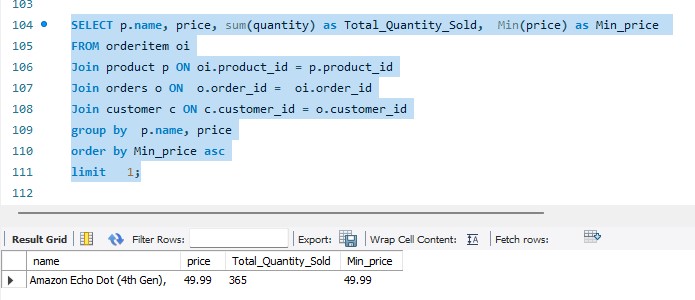 103
104 SELECT p.name, price, sum(quantity) as Total_Quantity_Sold, Min(price) as Min_price
105 FROM orderitem oi
106 Join product p ON oi.product_id = p.product_id
107 Join orders o ON o.order_id = oi.order_id
108 Join customer c ON c.customer_id = o.customer_id
109 group by p.name, price
110 order by Min_price asc
111 limit 1;
112
Result Grid Filter Rows: Export: Wrap Cell Content: IA Fetch rows:
name price Total_Quantity_Sold Min_price
Amazon Echo Dot (4th Gen), 49.99 365 49.99